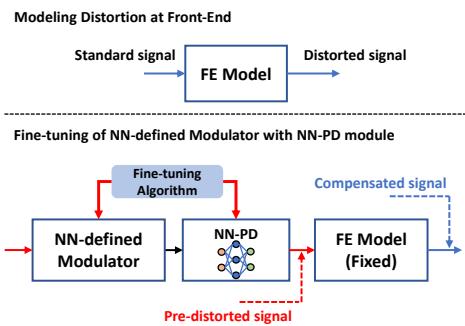 Modeling Distortion at Front-End
Standard signal
FE Model
Distorted signal
Fine-tuning of NN-defined Modulator with NN-PD module
Fine-tuning
Algorithm
Compensated signal
NN-defined
Modulator
NN-PD
FE Model
(Fixed)
Pre-distorted signal